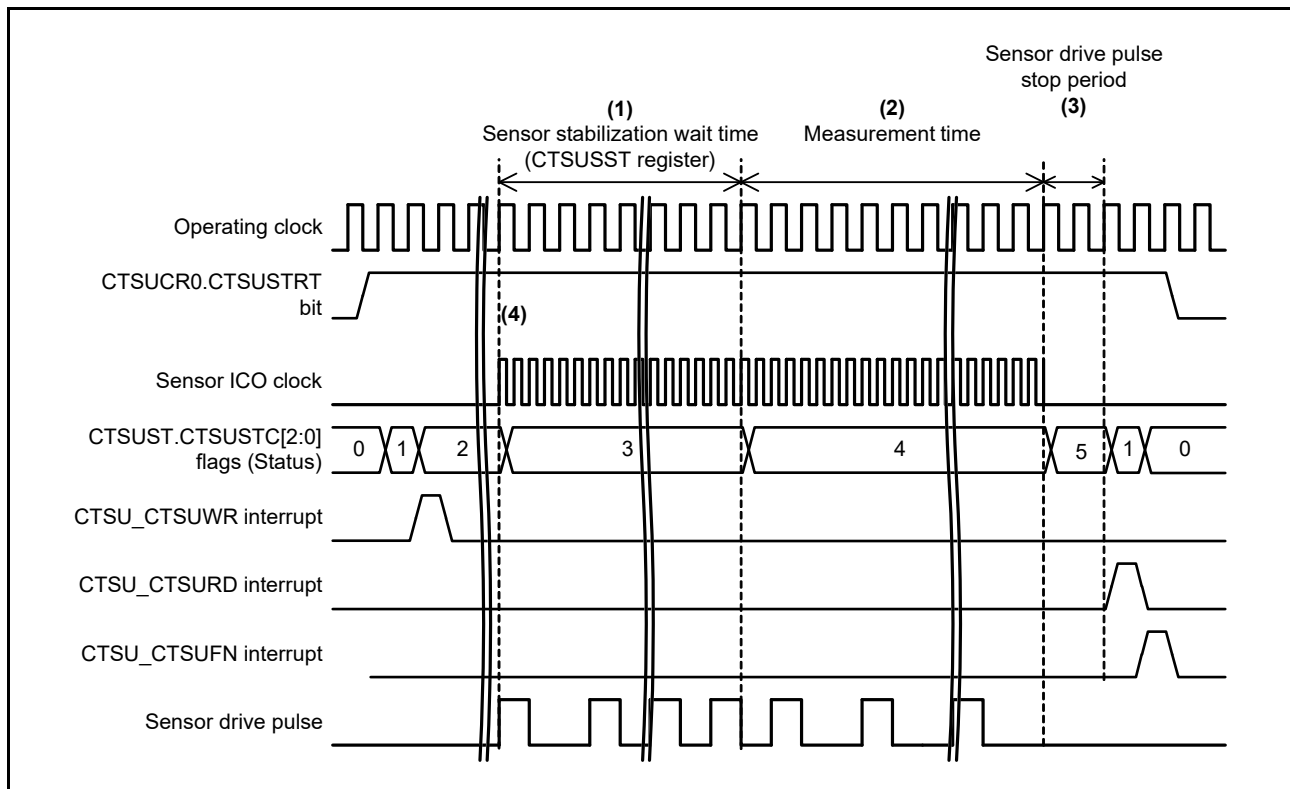 Sensor drive pulse
stop period
(3)
(1)
Sensor stabilization wait time
(CTSUSST register)
(2)
Measurement time
Operating clock
CTSUCR0.CTSUSTRT
bit
(4)
Sensor ICO clock
CTSUST.CTSUSTC[2:0]
flags (Status)
0 1 2 3 4 5 1 0
CTSU_CTSUWR interrupt
CTSU_CTSURD interrupt
CTSU_CTSUFN interrupt
Sensor drive pulse